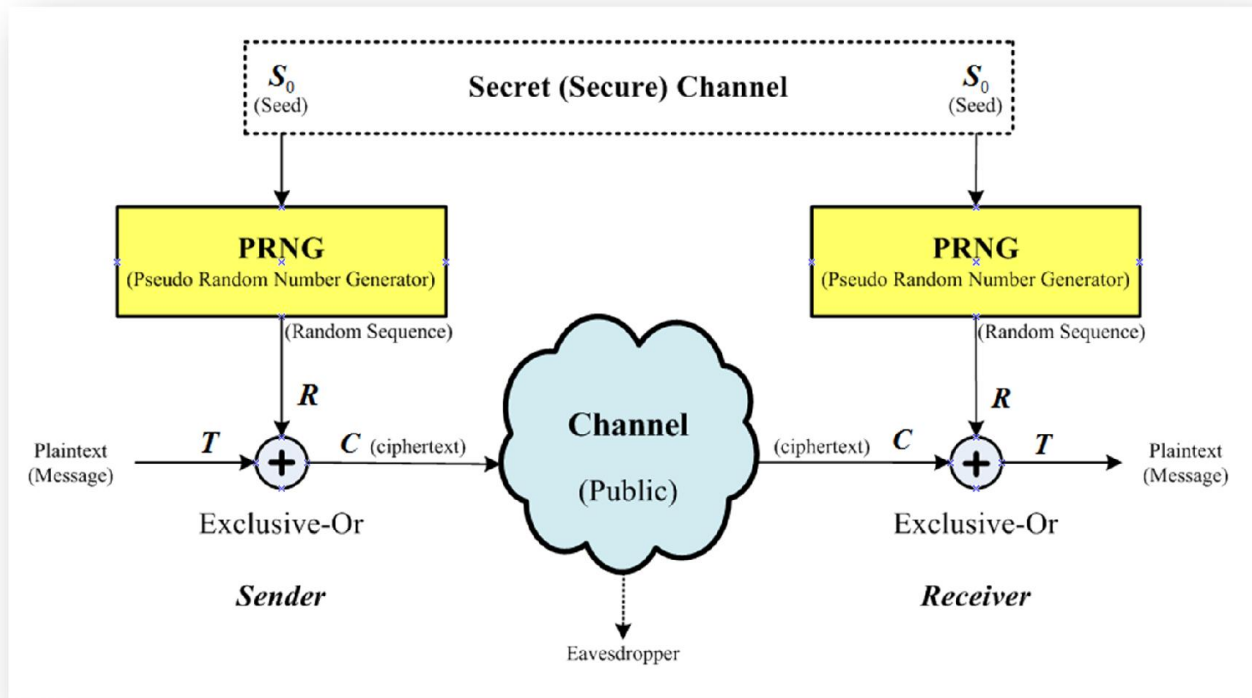 S0
(Seed)
Secret (Secure) Channel
S0
(Seed)
PRNG
(Pseudo Random Number Generator)
PRNG
(Pseudo Random Number Generator)
(Random Sequence)
(Random Sequence)
R
R
Plaintext
(Message)
T
+
C (ciphertext)
Channel
(Public)
(ciphertext) C
+
T
Plaintext
(Message)
Exclusive-Or
Exclusive-Or
Sender
Receiver
Eavesdropper